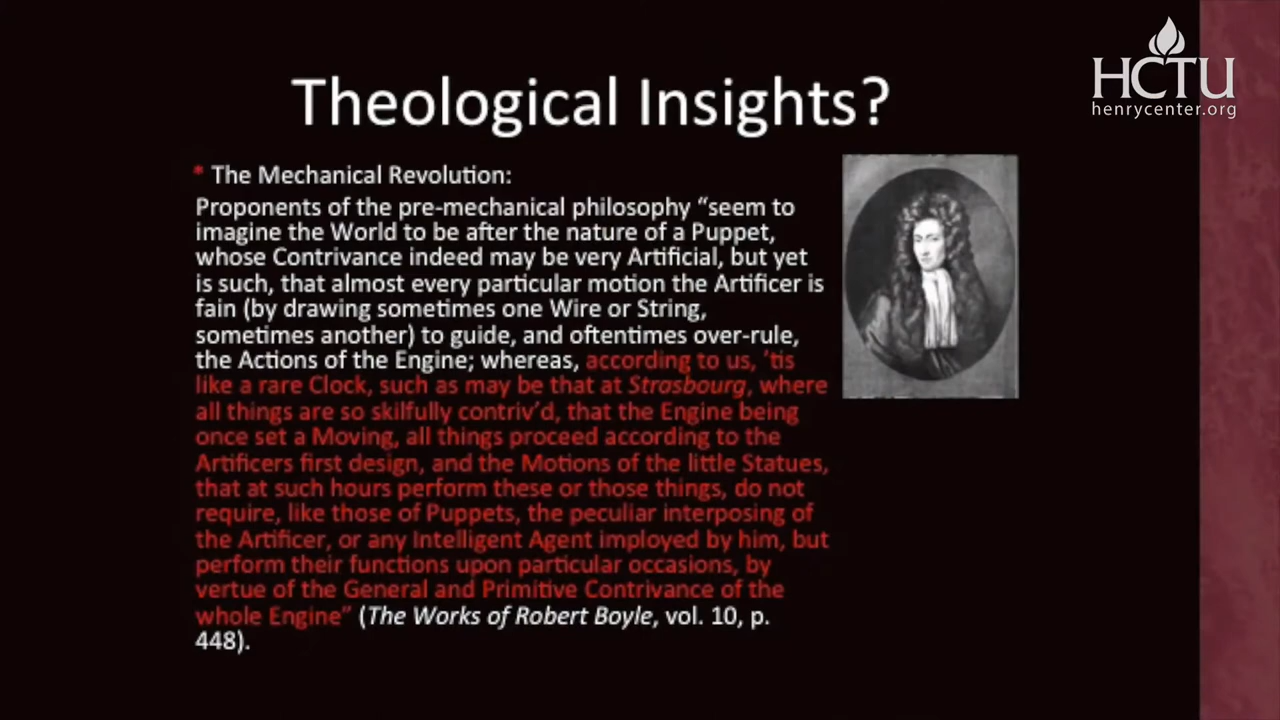 HCTU
henrycenter.org
Theological Insights?
* The Mechanical Revolution:
Proponents of the pre-mechanical philosophy “seem to
imagine the World to be after the nature of a Puppet,
whose Contrivance indeed may be very Artificial, but yet
is such, that almost every particular motion the Artificer is
fain (by drawing sometimes one Wire or String,
sometimes another) to guide, and oftentimes over-rule,
the Actions of the Engine; whereas, according to us, ’tis
like a rare Clock, such as may be that at Strasbourg, where
all things are so skilfully contriv’d, that the Engine being
once set a Moving, all things proceed according to the
Artificers first design, and the Motions of the little Statues,
that at such hours perform these or those things, do not
require, like those of Puppets, the peculiar interposing of
the Artificer, or any Intelligent Agent imployed by him, but
perform their functions upon particular occasions, by
vertue of the General and Primitive Contrivance of the
whole Engine” (The Works of Robert Boyle, vol. 10, p.
448).